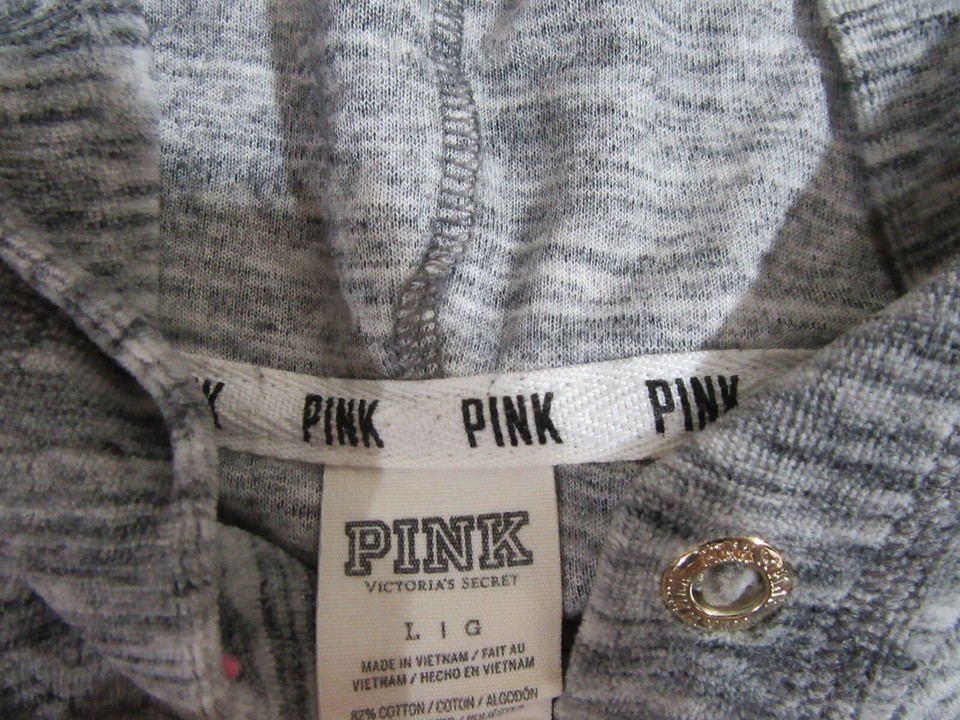 PINK PINK PINK
PINK
VICTORIA'S SECRET
L | G
MADE IN VIETNAM / FAIT AU
VIETNAM / HECHO EN VIETNAM
82% COTTON / COTON / ALGODÓN